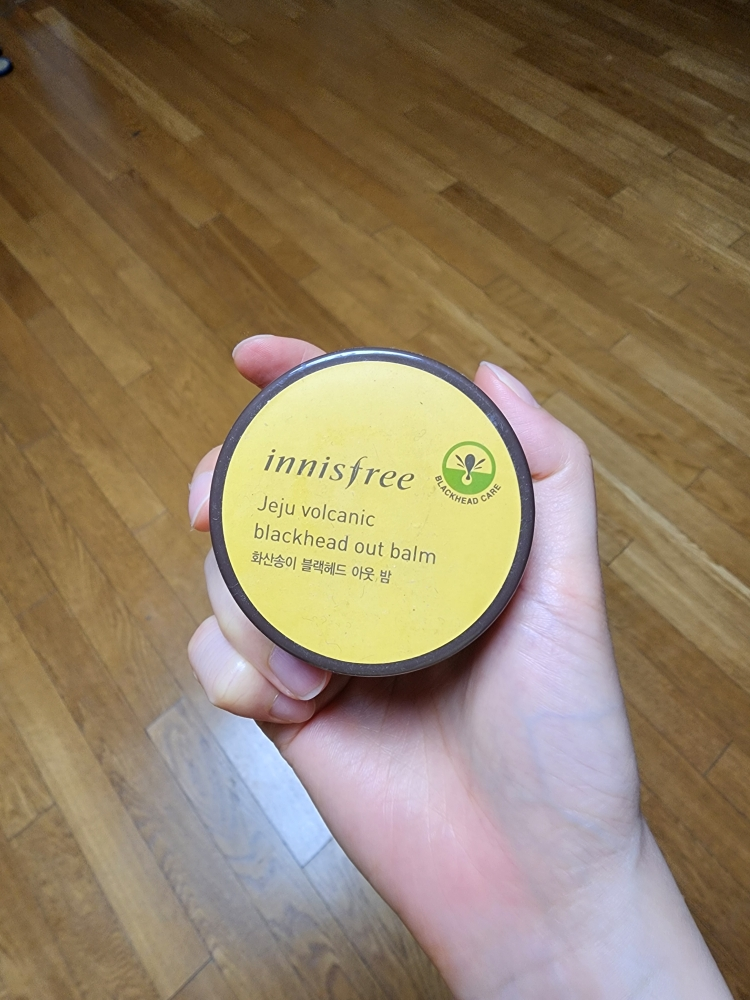 innisfree
BLACKHEAD CARE
Jeju volcanic
blackhead out balm
화산송이 블랙헤드 아웃 밤